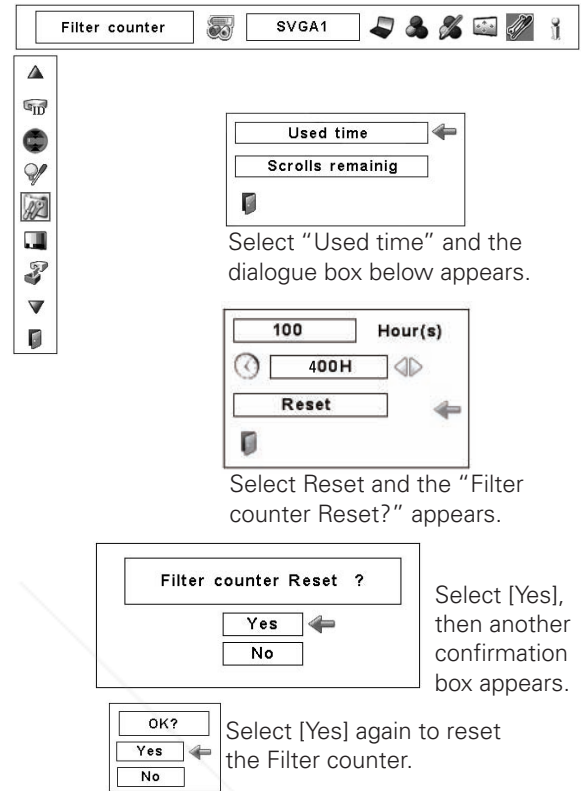 Filter counter
SVGA1
ID
Used time
Scrolls remainig
Select “Used time” and the
dialogue box below appears.
100 Hour(s)
400H
Reset
Select Reset and the “Filter
counter Reset?” appears.
Filter counter Reset ?
Yes
No
Select [Yes],
then another
confirmation
box appears.
OK?
Yes
No
Select [Yes] again to reset
the Filter counter.